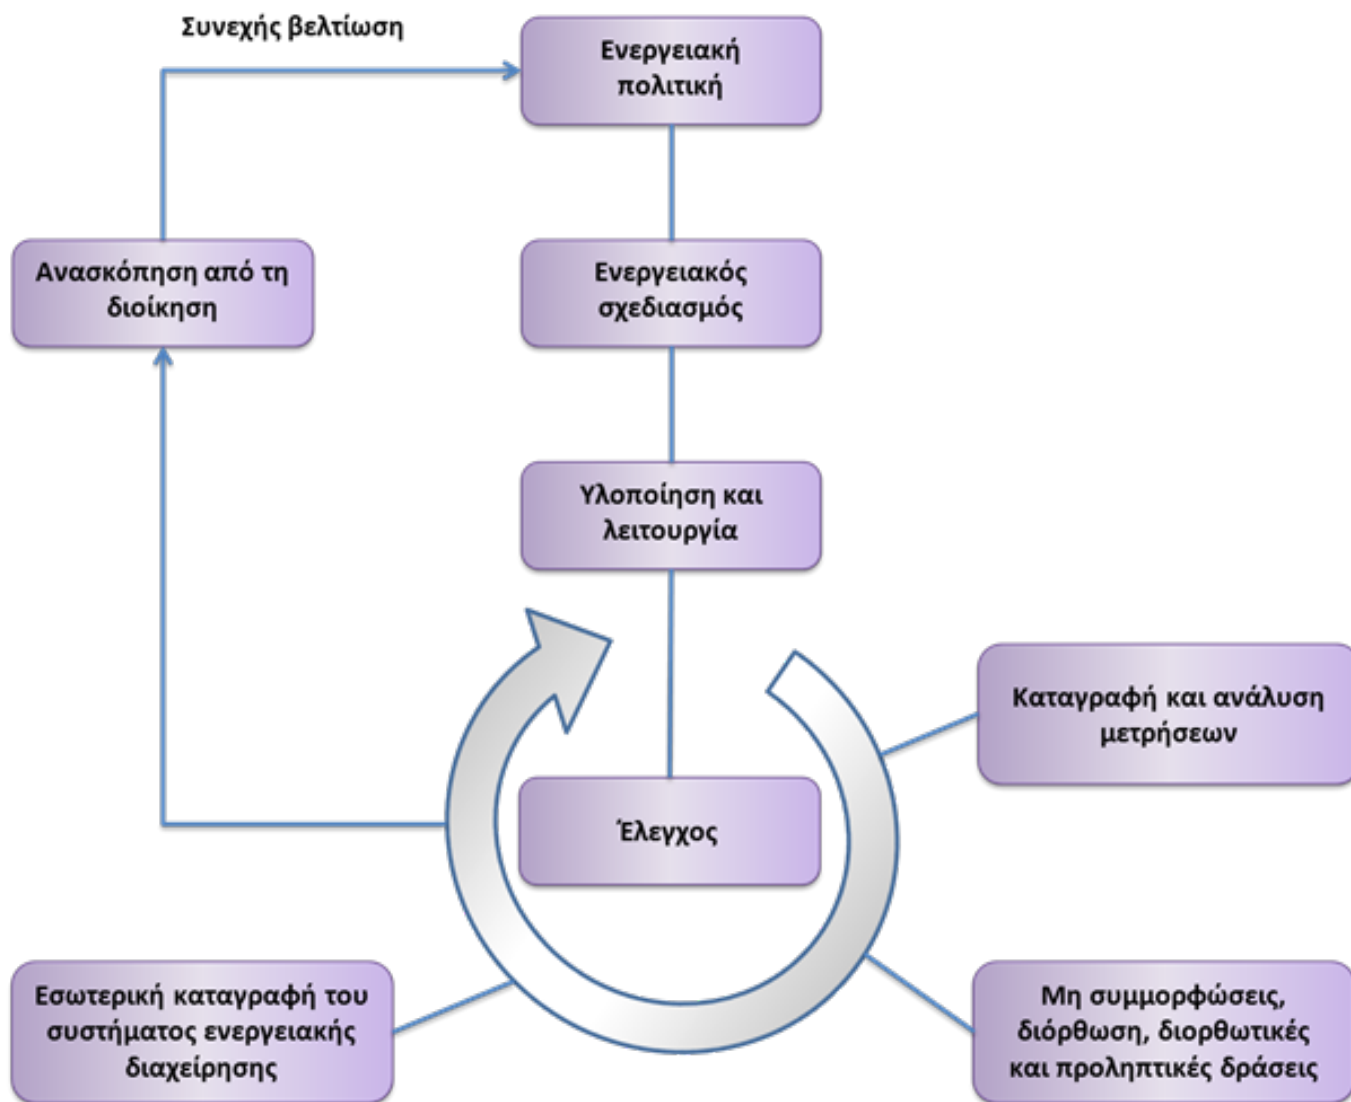 Συνεχής βελτίωση
Ενεργειακή
πολιτική
Ανασκόπηση από τη
διοίκηση
Ενεργειακός
σχεδιασμός
Υλοποίηση και
λειτουργία
Καταγραφή και ανάλυση
μετρήσεων
Έλεγχος
Εσωτερική καταγραφή του
συστήματος ενεργειακής
διαχείρησης
Μη συμμορφώσεις,
διόρθωση, διορθωτικές
και προληπτικές δράσεις